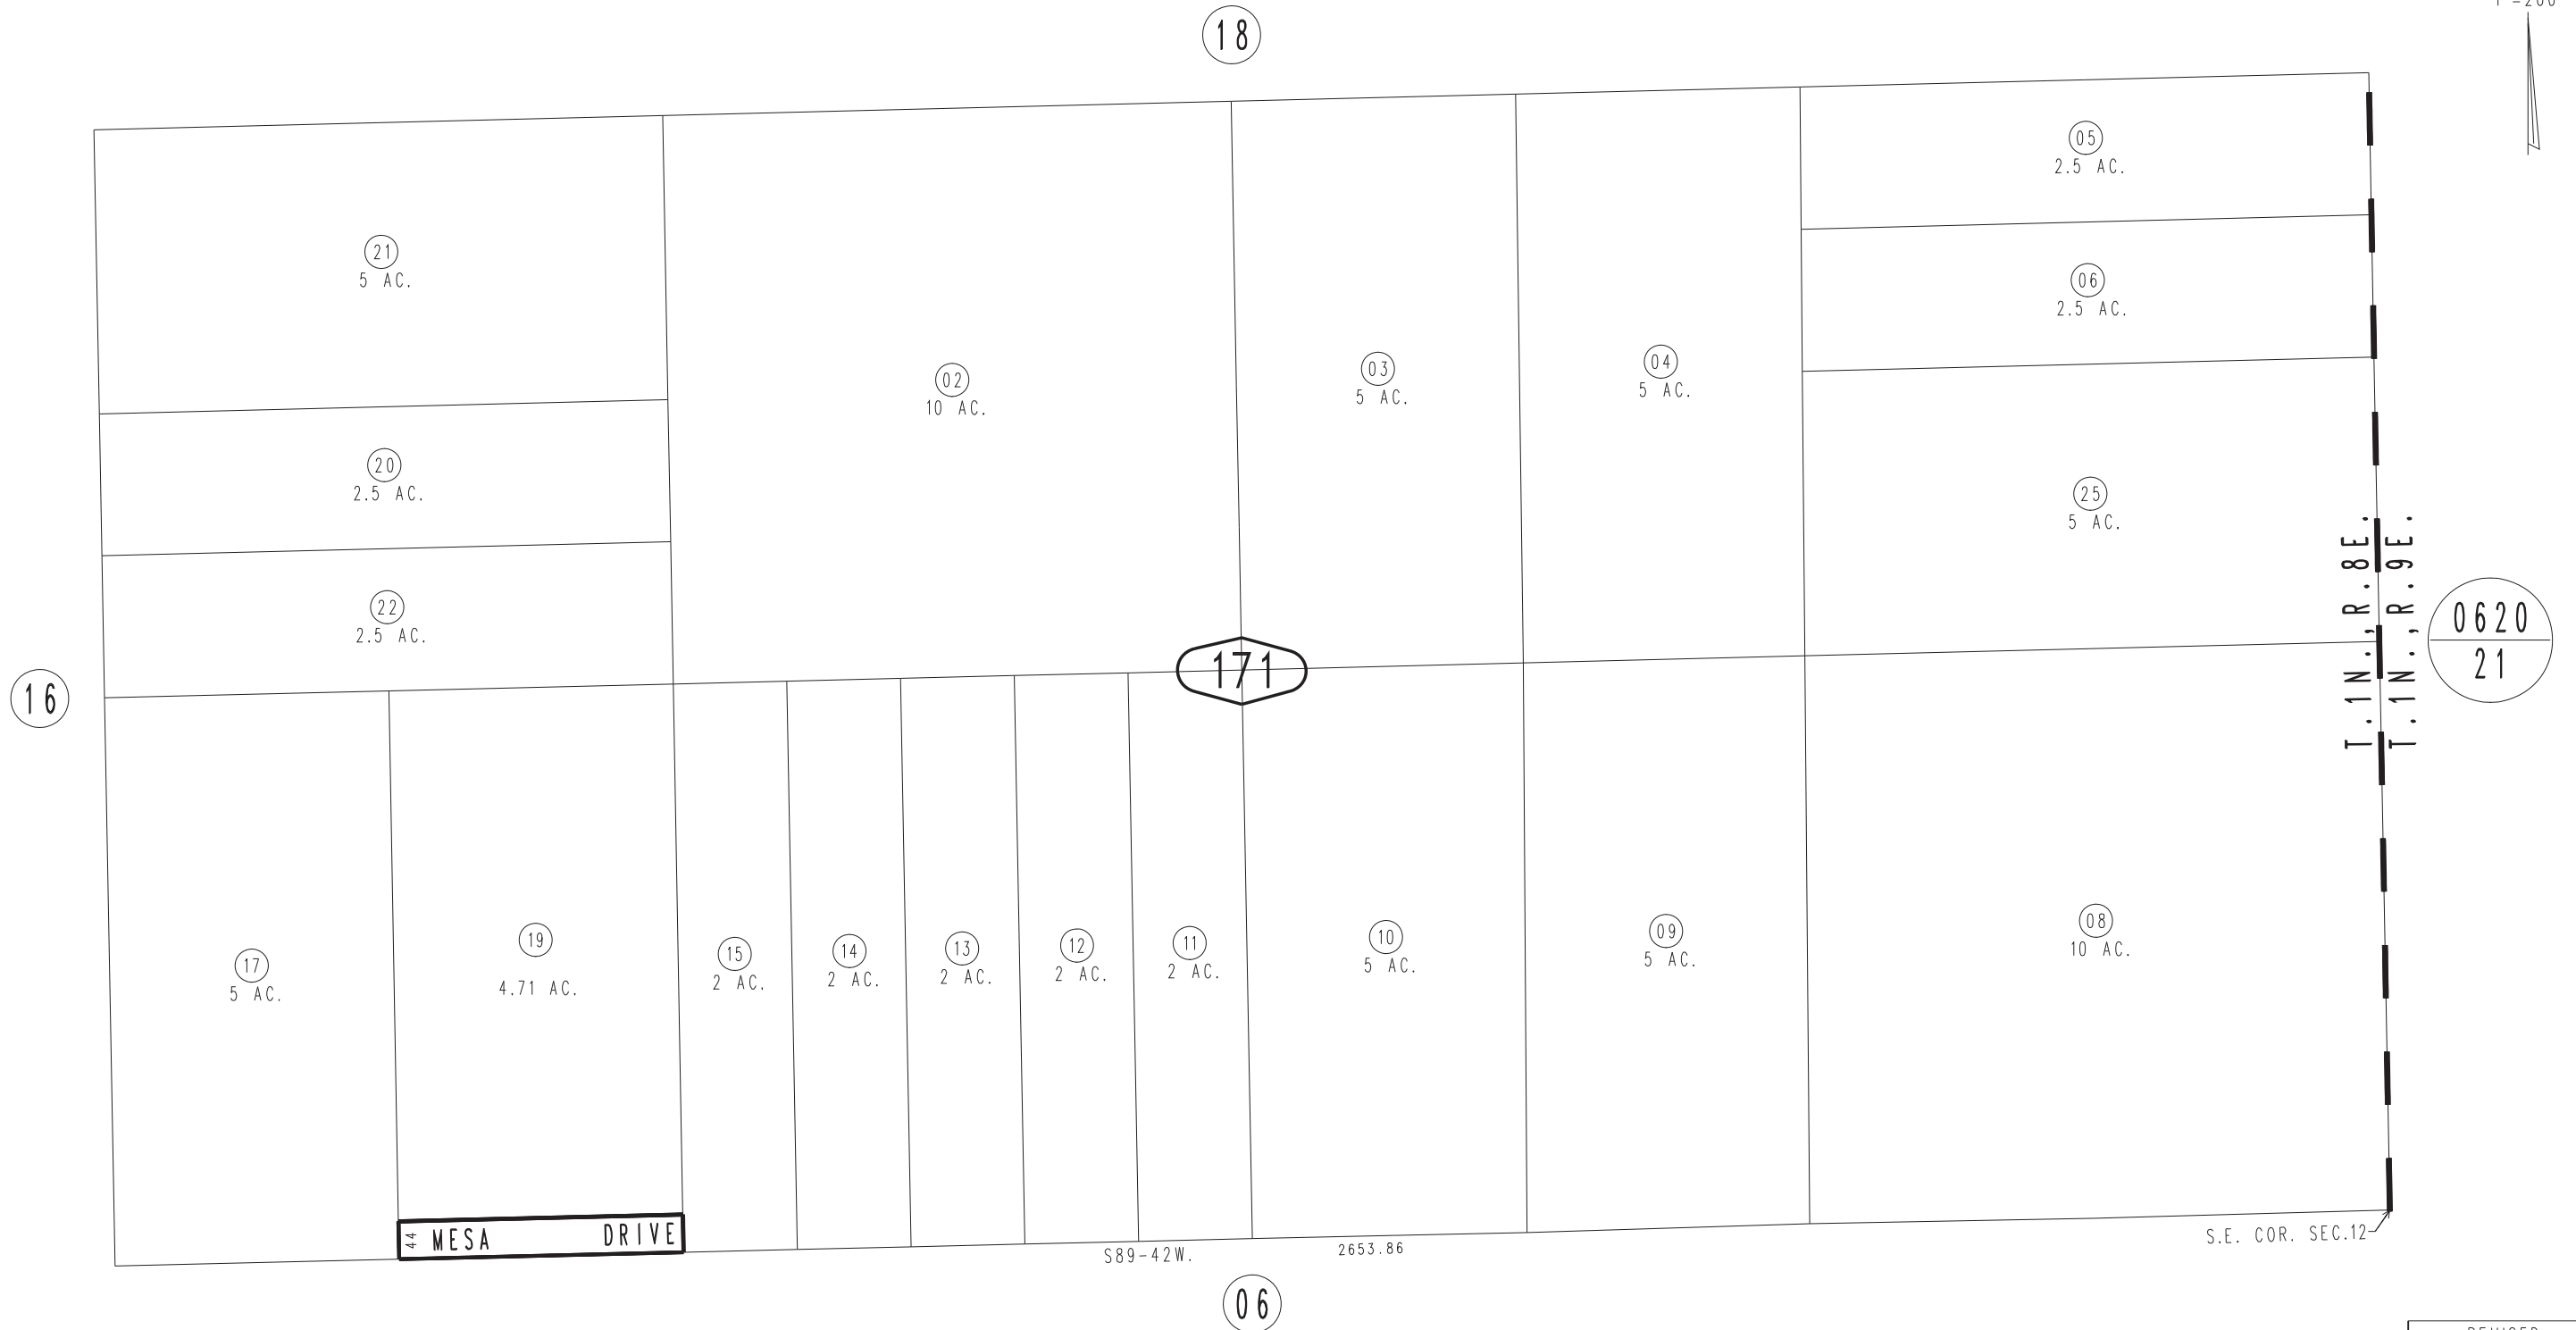 18
21
5 AC.
20
2.5 AC.
22
2.5 AC.
02
10 AC.
03
5 AC.
04
5 AC.
05
2.5 AC.
06
2.5 AC.
25
5 AC.
171
16
T.1N., R.8E.
T.1N., R.9E.
0620
21
17
5 AC.
19
4.71 AC.
15
2 AC.
14
2 AC.
13
2 AC.
12
2 AC.
11
2 AC.
10
5 AC.
09
5 AC.
08
10 AC.
44
MESA DRIVE
S89-42W. 2653.86
S.E. COR. SEC.12
06